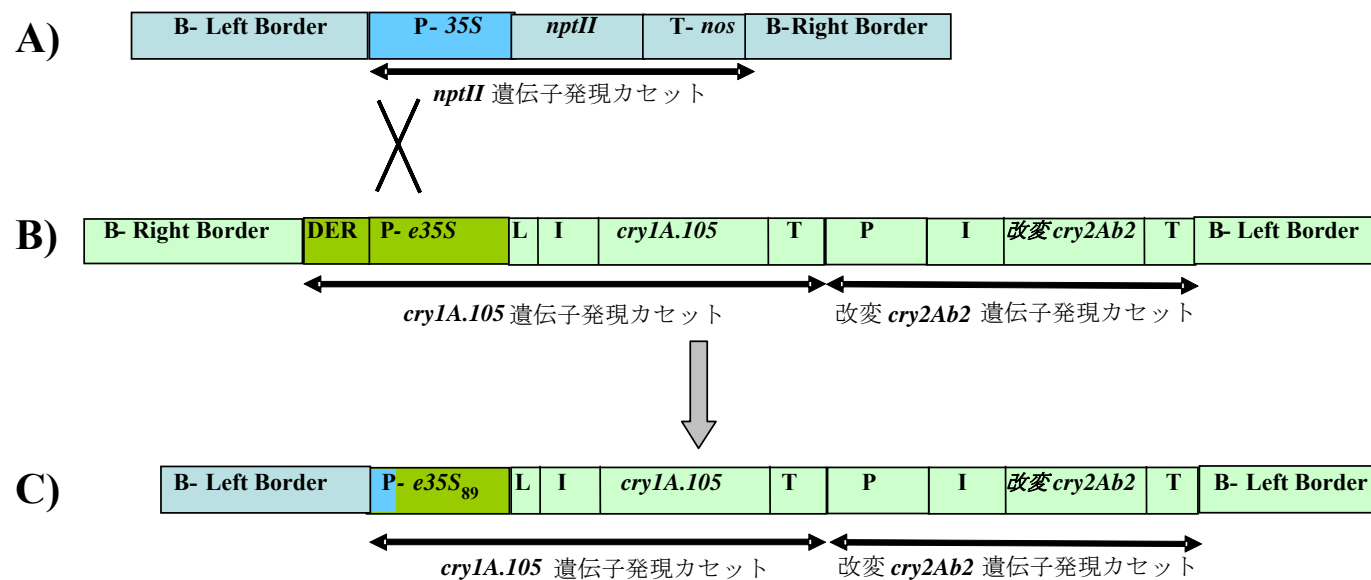 A)
B- Left Border P- 35S nptII T- nos B-Right Border
nptII 遺伝子発現カセット
B)
B- Right Border DER P- e35S L I cry1A.105 T P I 改変 cry2Ab2 T B- Left Border
cry1A.105 遺伝子発現カセット 改変 cry2Ab2 遺伝子発現カセット
C)
B- Left Border P- e35S89 L I cry1A.105 T P I 改変 cry2Ab2 T B- Left Border
cry1A.105 遺伝子発現カセット 改変 cry2Ab2 遺伝子発現カセット